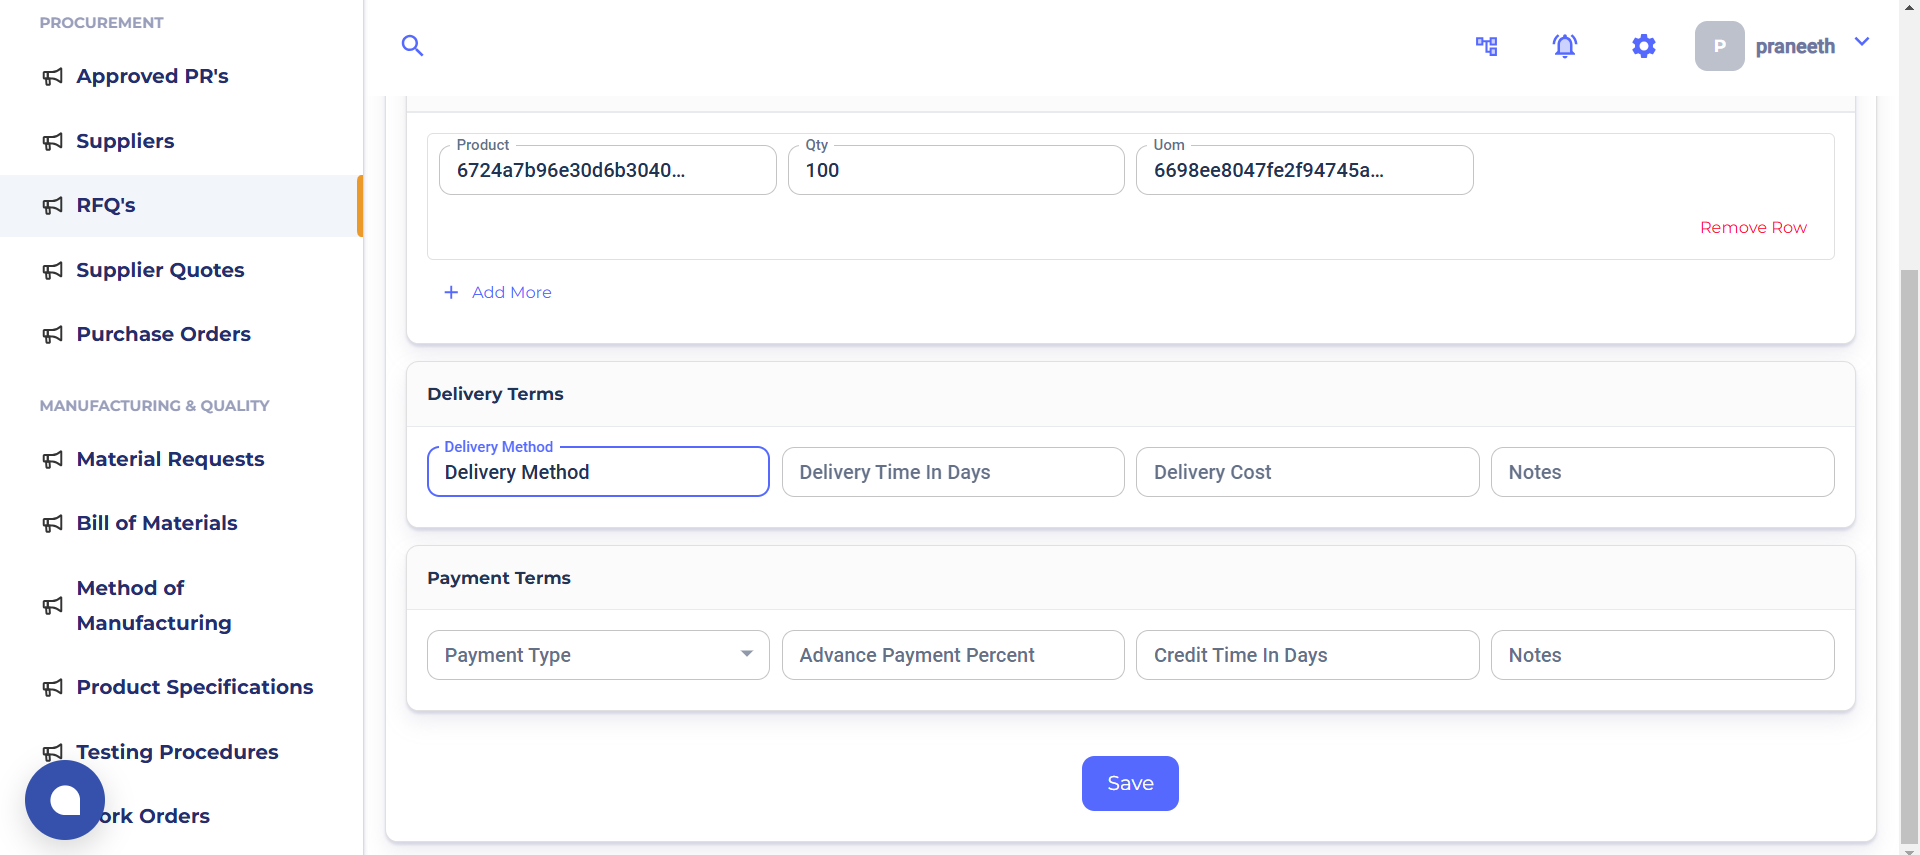 PROCUREMENT
Approved PR's
Suppliers
RFQ's
Supplier Quotes
Purchase Orders
MANUFACTURING & QUALITY
Material Requests
Bill of Materials
Method of
Manufacturing
Product Specifications
Testing Procedures
ork Orders
P praneeth
Product Qty Uom
6724a7b96e30d6b3040... 100 6698ee8047fe2f94745a...
Remove Row
+ Add More
Delivery Terms
Delivery Method
Delivery Method Delivery Time In Days Delivery Cost Notes
Payment Terms
Payment Type Advance Payment Percent Credit Time In Days Notes
Save